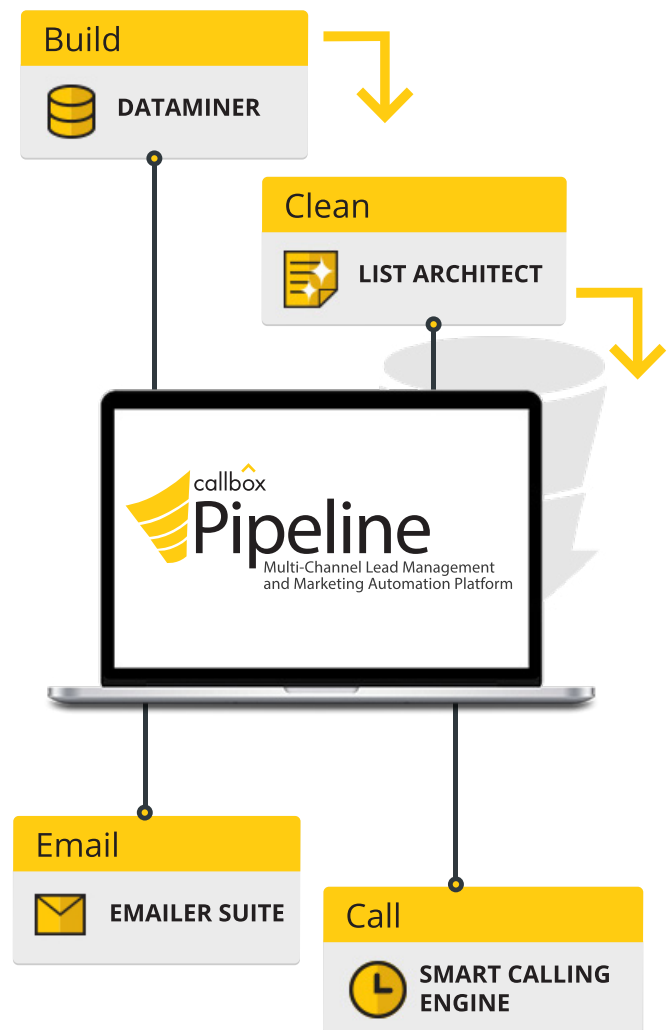 Build
DATAMINER
Clean
LIST ARCHITECT
callbox
Pipeline
Multi-Channel Lead Management
and Marketing Automation Platform
Email
EMAILER SUITE
Call
SMART CALLING
ENGINE